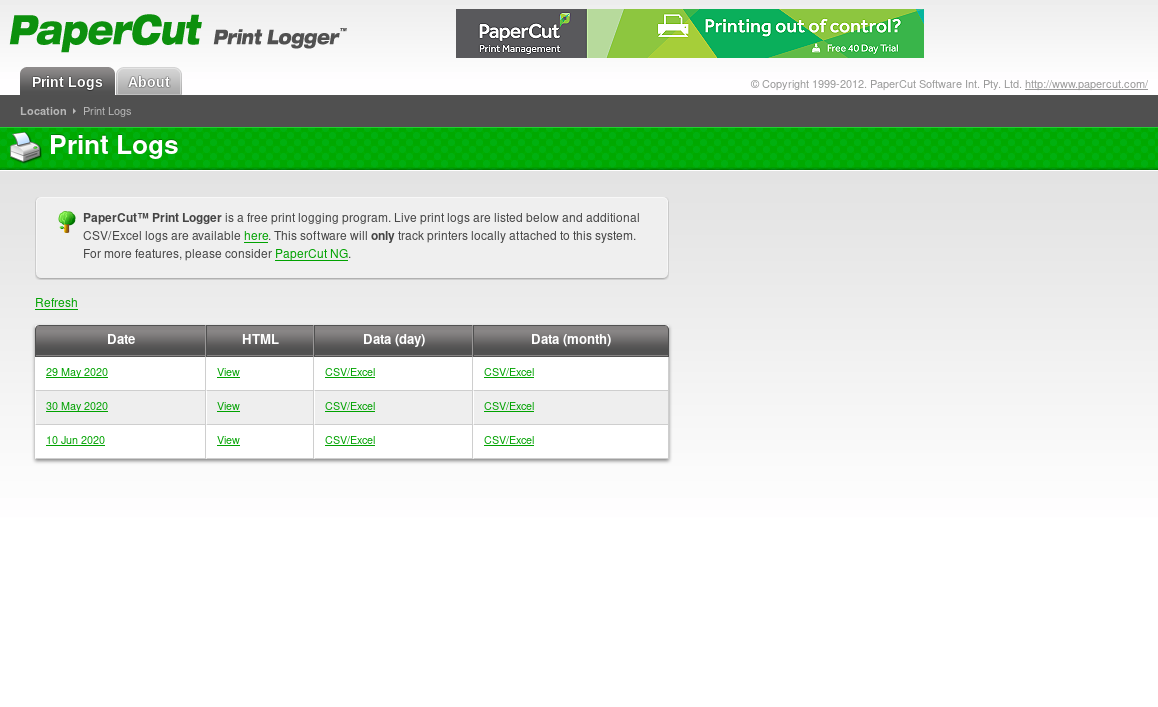 PaperCut Print Logger™
PaperCut
Print Management
Printing out of control?
Free 40 Day Trial
Print Logs About
© Copyright 1999-2012. PaperCut Software Int. Pty. Ltd. http://www.papercut.com/
Location Print Logs
Print Logs
PaperCut™ Print Logger is a free print logging program. Live print logs are listed below and additional
CSV/Excel logs are available here. This software will only track printers locally attached to this system.
For more features, please consider PaperCut NG.
Refresh
Date HTML Data (day) Data (month)
29 May 2020 View CSV/Excel CSV/Excel
30 May 2020 View CSV/Excel CSV/Excel
10 Jun 2020 View CSV/Excel CSV/Excel